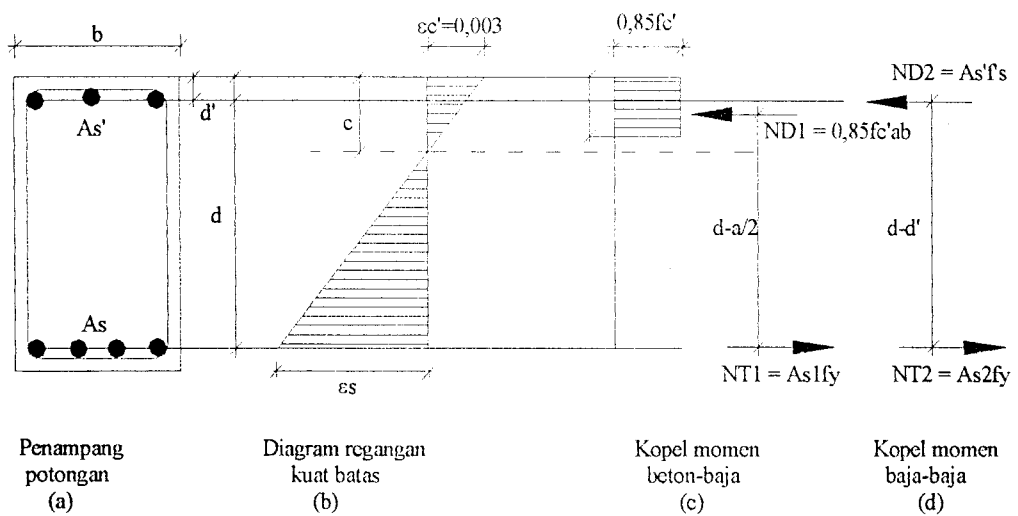 b
εc'=0,003
0,85fc'
ND2 = As'f's
As'
d'
c
ND1 = 0,85fc'ab
d
d-a/2
d-d'
As
εs
NT1 = As1fy
NT2 = As2fy
Penampang
potongan
(a)
Diagram regangan
kuat batas
(b)
Kopel momen
beton-baja
(c)
Kopel momen
baja-baja
(d)